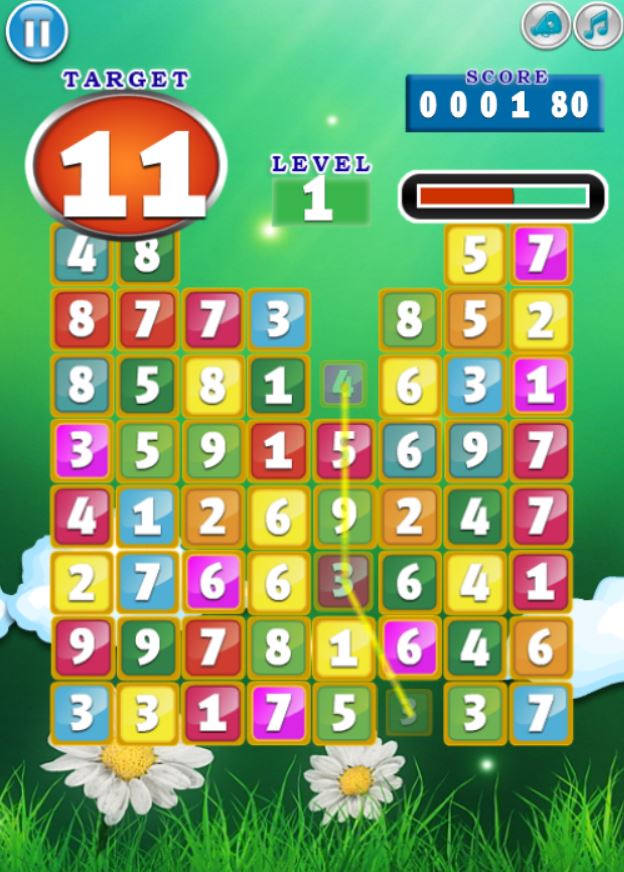 TARGET
SCORE
0 0 0 1 80
11
LEVEL
1
4 8 5 7
8 7 7 3 8 5 2
8 5 8 1 4 6 3 1
3 5 9 1 5 6 9 7
4 1 2 6 9 2 4 7
2 7 6 6 3 6 4 1
9 9 7 8 1 6 4 6
3 3 1 7 5 3 3 7